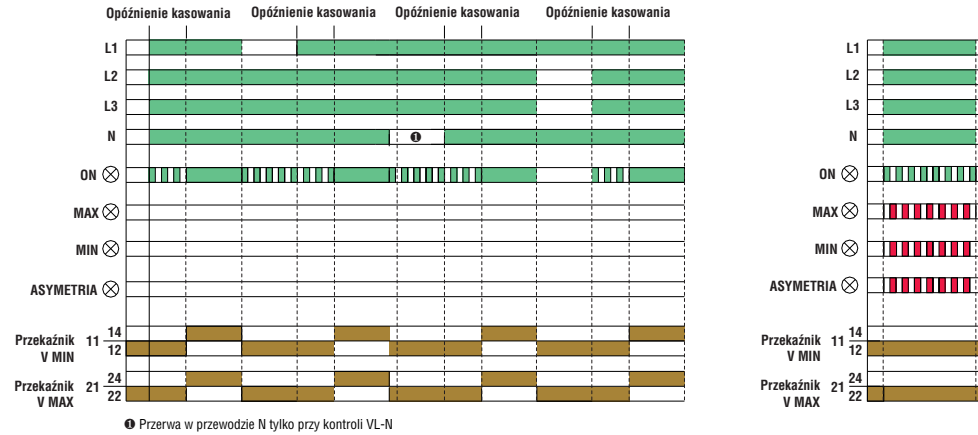 Opóźnienie kasowania Opóźnienie kasowania Opóźnienie kasowania Opóźnienie kasowania
L1 L1
L2 L2
L3 L3
N ❶ N
ON ON
MAX MAX
MIN MIN
ASYMETRIA ASYMETRIA
Przekaźnik V MIN 11 14 12 Przekaźnik V MIN 11 14 12
Przekaźnik V MAX 21 24 22 Przekaźnik V MAX 21 24 22
❶ Przerwa w przewodzie N tylko przy kontroli VL-N